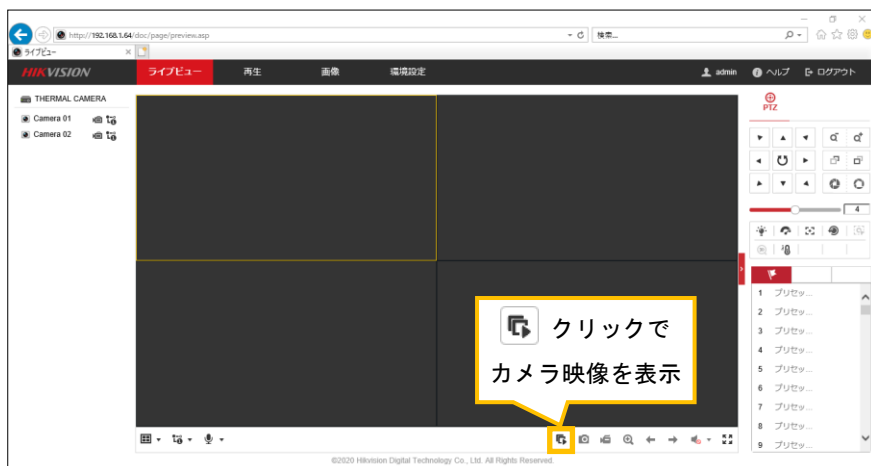 http://192.168.1.64/doc/page/preview.asp
検索...
ライブビュー
HIKVISION
ライブビュー
再生
画像
環境設定
admin
ヘルプ
ログアウト
THERMAL CAMERA
Camera 01
Camera 02
PTZ
4
1 プリセッ...
2 プリセッ...
3 プリセッ...
4 プリセッ...
5 プリセッ...
6 プリセッ...
7 プリセッ...
8 プリセッ...
9 プリセッ...
クリックで
カメラ映像を表示
©2020 Hikvision Digital Technology Co., Ltd. All Rights Reserved.